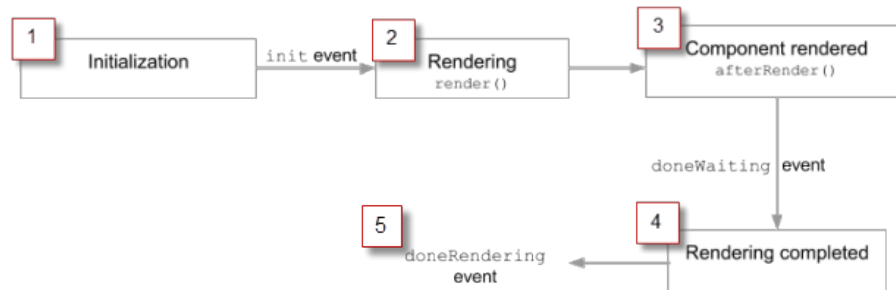 1
Initialization
init event
2
Rendering
render()
3
Component rendered
afterRender()
doneWaiting event
4
Rendering completed
5
doneRendering
event